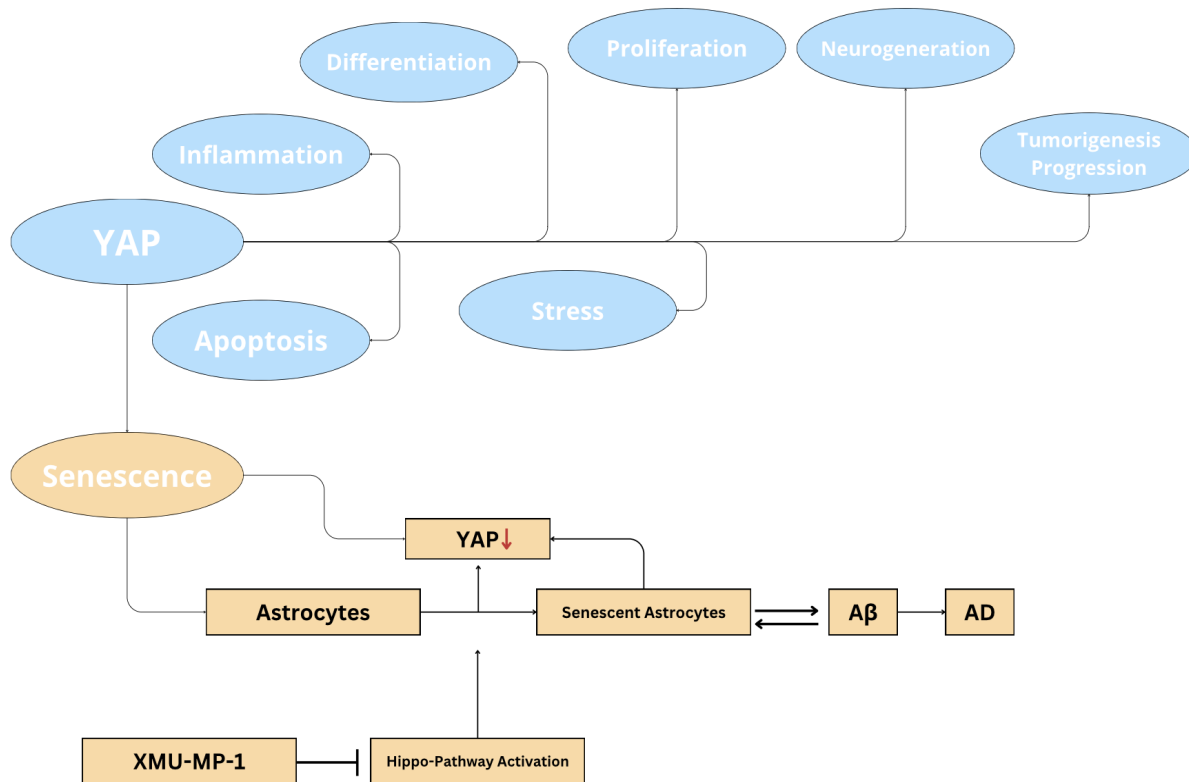 Differentiation
Proliferation
Neurogeneration
Inflammation
Tumorigenesis
Progression
YAP
Apoptosis
Stress
Senescence
YAP↓
Astrocytes
Senescent Astrocytes
Aβ
AD
XMU-MP-1
Hippo-Pathway Activation